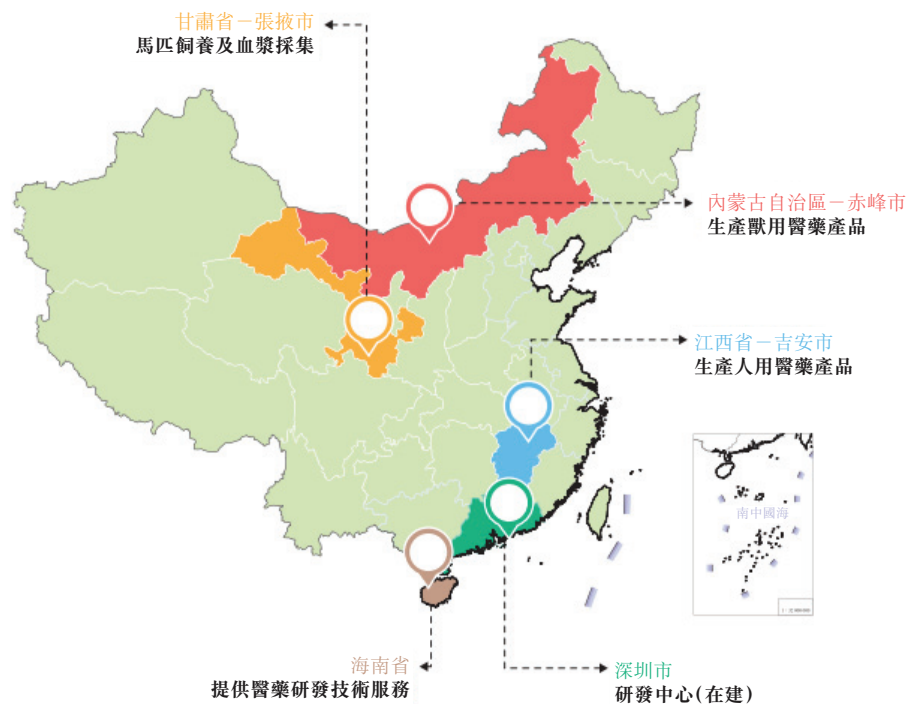 甘肅省－張掖市
馬匹飼養及血漿採集
內蒙古自治區－赤峰市
生產獸用醫藥產品
江西省－吉安市
生產人用醫藥產品
南中國海
海南省
提供醫藥研發技術服務
深圳市
研發中心(在建)